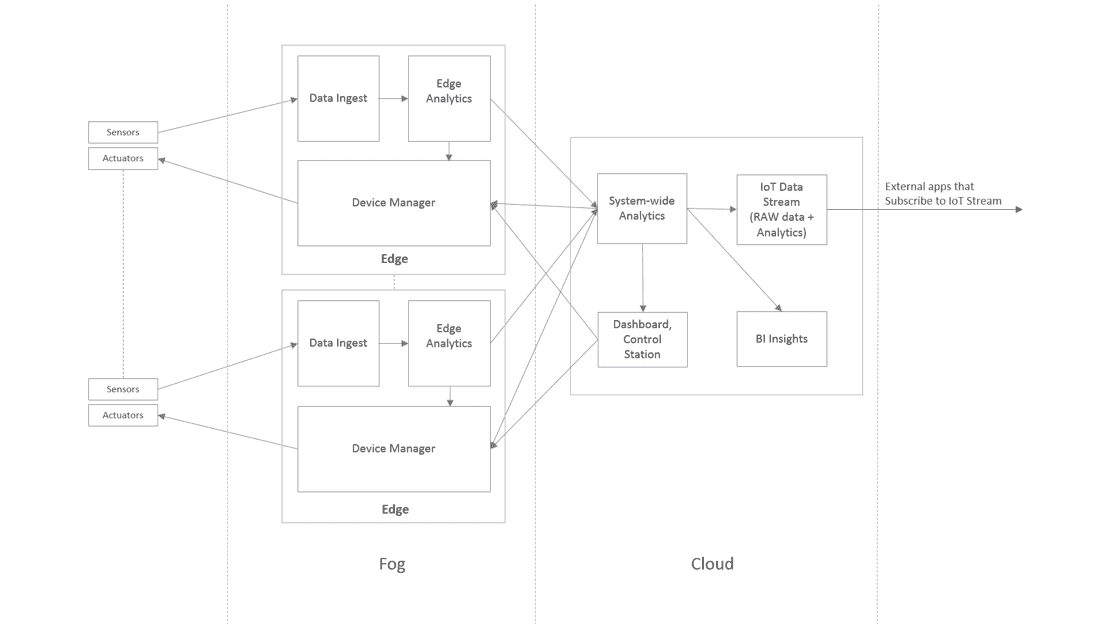 Sensors
Actuators
Data Ingest
Edge
Analytics
Device Manager
Edge
Sensors
Actuators
Data Ingest
Edge
Analytics
Device Manager
Edge
System-wide
Analytics
IoT Data
Stream
(RAW data +
Analytics)
Dashboard,
Control
Station
BI Insights
External apps that
Subscribe to IoT Stream
Fog
Cloud